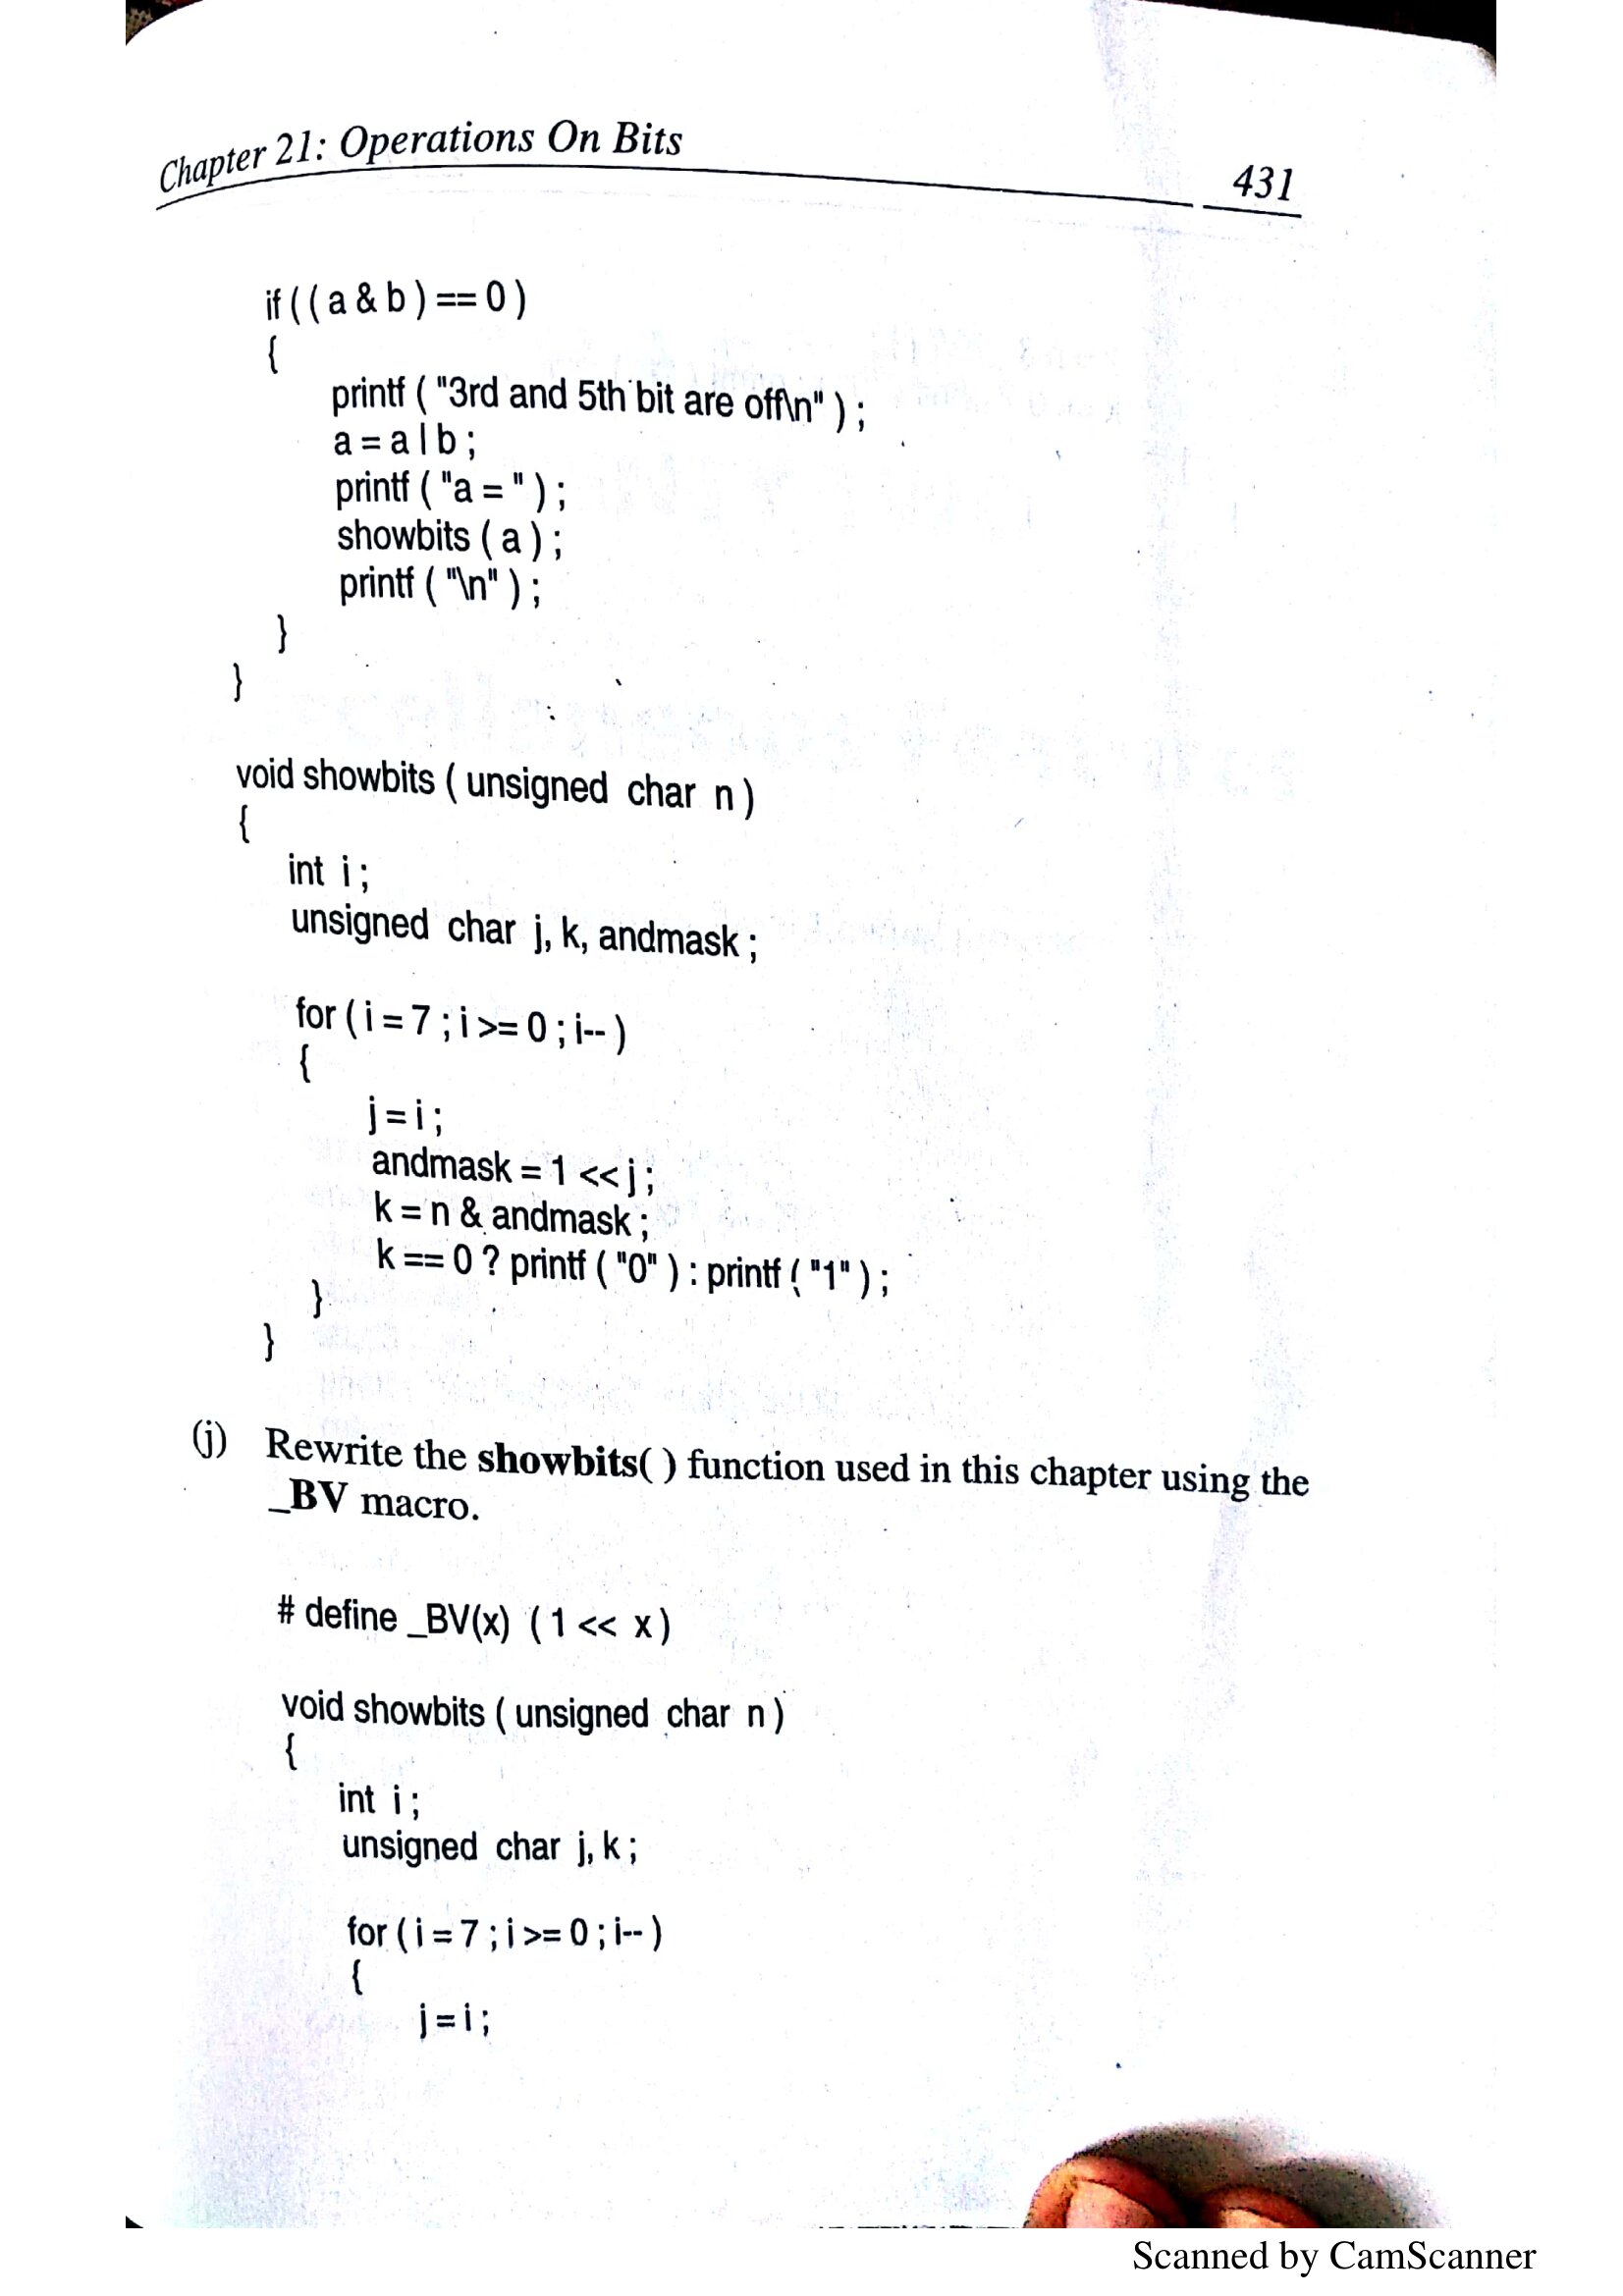 Chapter 21: Operations On Bits
431
if ( ( a & b ) == 0 )
{
printf ( "3rd and 5th bit are off\n" ) ;
a = a | b ;
printf ( "a = " ) ;
showbits ( a ) ;
printf ( "\n" ) ;
}
}
void showbits ( unsigned char n )
{
int i ;
unsigned char j, k, andmask ;
for ( i = 7 ; i >= 0 ; i-- )
{
j = i ;
andmask = 1 << j ;
k = n & andmask ;
k == 0 ? printf ( "0" ) : printf ( "1" ) ;
}
}
(j) Rewrite the showbits( ) function used in this chapter using the
_BV macro.
# define _BV(x) ( 1 << x )
void showbits ( unsigned char n )
{
int i ;
unsigned char j, k ;
for ( i = 7 ; i >= 0 ; i-- )
{
j = i ;
Scanned by CamScanner